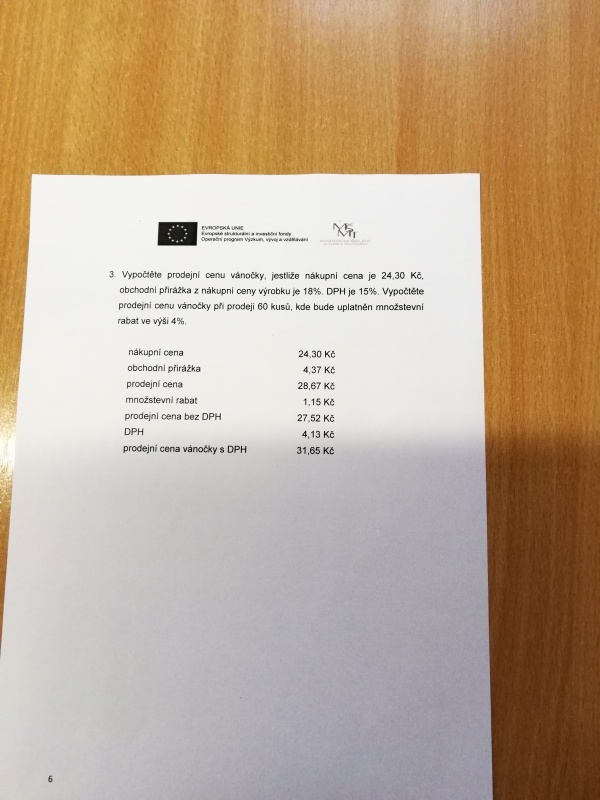 EVROPSKÁ UNIE
Evropské strukturální a investiční fondy
Operační program Výzkum, vývoj a vzdělávání
3. Vypočtěte prodejní cenu vánočky, jestliže nákupní cena je 24,30 Kč,
obchodní přirážka z nákupní ceny výrobku je 18%. DPH je 15%. Vypočtěte
prodejní cenu vánočky při prodeji 60 kusů, kde bude uplatněn množstevní
rabat ve výši 4%.
nákupní cena 24,30 Kč
obchodní přirážka 4,37 Kč
prodejní cena 28,67 Kč
množstevní rabat 1,15 Kč
prodejní cena bez DPH 27,52 Kč
DPH 4,13 Kč
prodejní cena vánočky s DPH 31,65 Kč
6